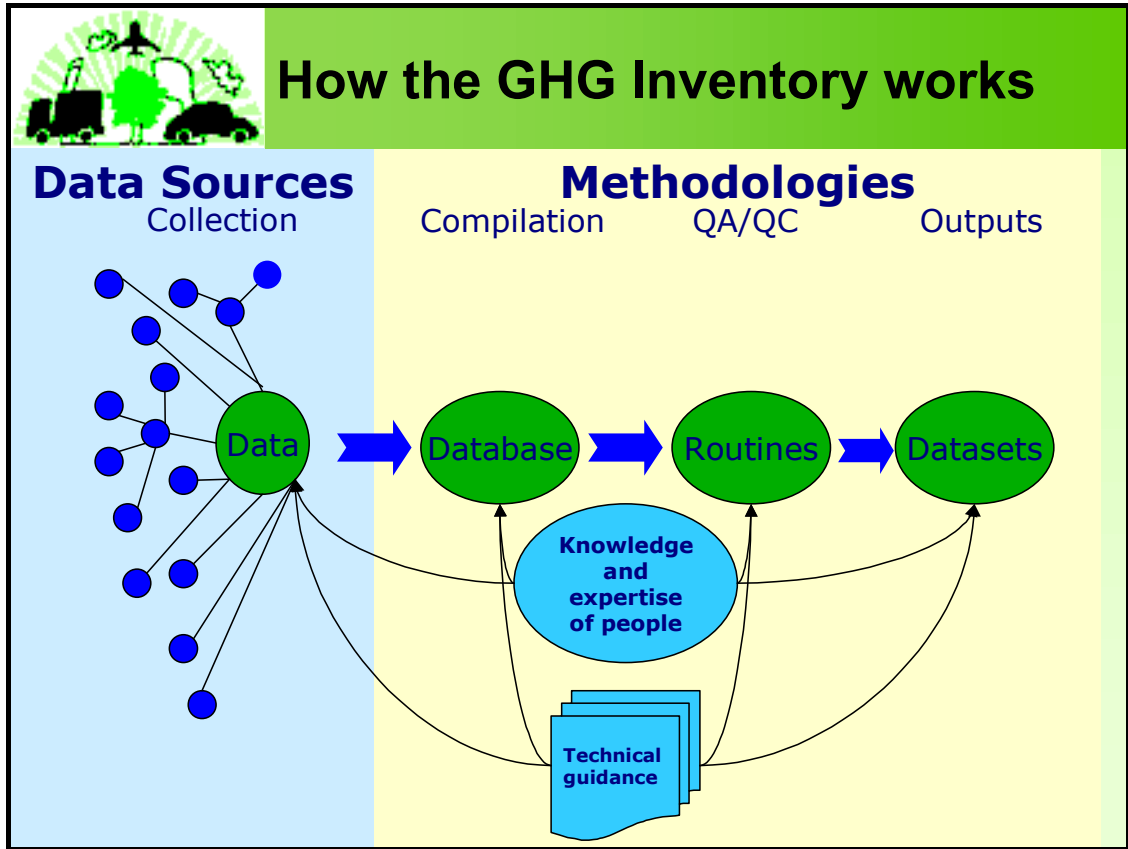 How the GHG Inventory works
Data Sources
Collection
Methodologies
Compilation
QA/QC
Outputs
Data
Database
Routines
Datasets
Knowledge
and
expertise
of people
Technical
guidance